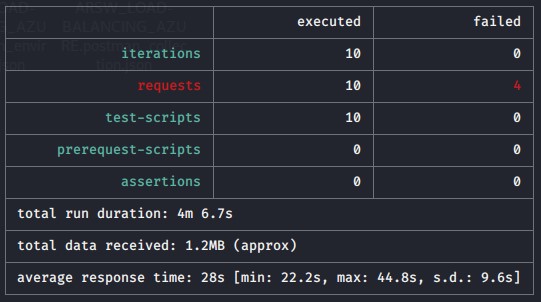 executed failed
iterations 10 0
requests 10 4
test-scripts 10 0
prerequest-scripts 0 0
assertions 0 0
total run duration: 4m 6.7s
total data received: 1.2MB (approx)
average response time: 28s [min: 22.2s, max: 44.8s, s.d.: 9.6s]